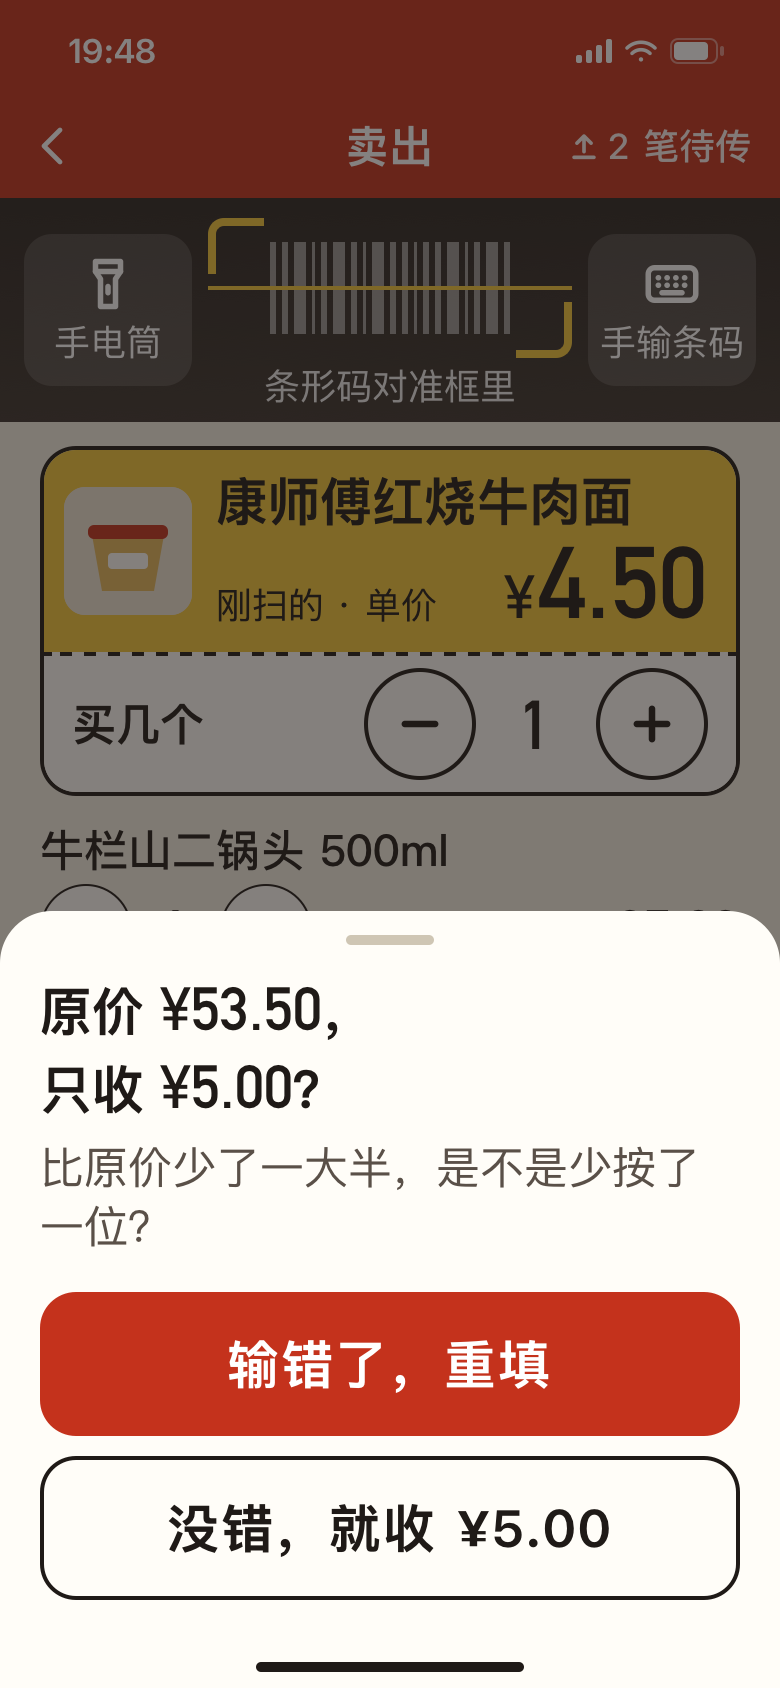 19:48
卖出
2 笔待传
手电筒
条形码对准框里
手输条码
康师傅红烧牛肉面
刚扫的 · 单价
¥4.50
买几个
1
牛栏山二锅头 500ml
原价 ¥53.50,
只收 ¥5.00?
比原价少了一大半，是不是少按了
一位?
输错了，重填
没错，就收 ¥5.00